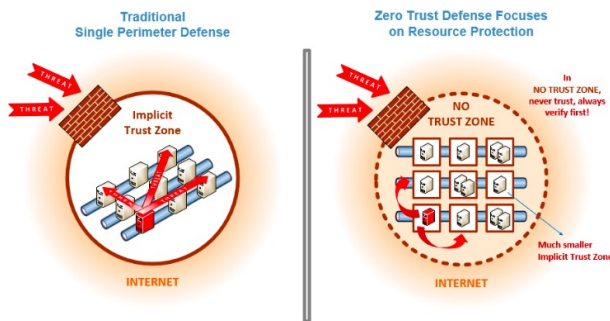 Traditional
Single Perimeter Defense
THREAT
THREAT
Implicit
Trust Zone
INTERNET
Zero Trust Defense Focuses
on Resource Protection
THREAT
THREAT
NO
TRUST ZONE
In
NO TRUST ZONE,
never trust, always
verify first!
Much smaller
Implicit Trust Zone
INTERNET